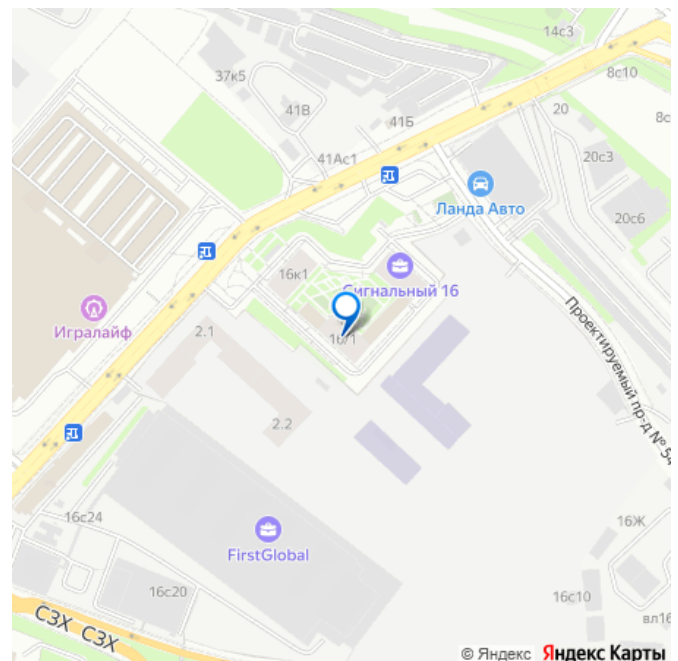 14с3
37к5
8с10
41В
41Б
20
8с
41Ас1
20с3
Ланда Авто
20с6
16к1
Сигнальный 16
Игралайф
2.1
16/1
Проектируемый пр-д № 54
2.2
16с24
16Ж
FirstGlobal
16с20
16с10
СЗХ СЗХ
вл16
© Яндекс Яндекс Карты